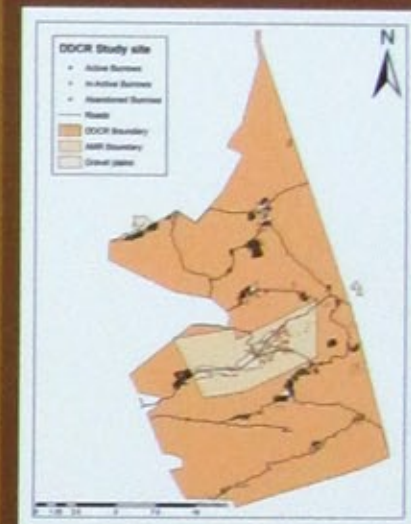 DDCR Study site
Active Burrows
In-Active Burrows
Abandoned Burrows
Roads
DDCR Boundary
AMR Boundary
Gravel plains
N